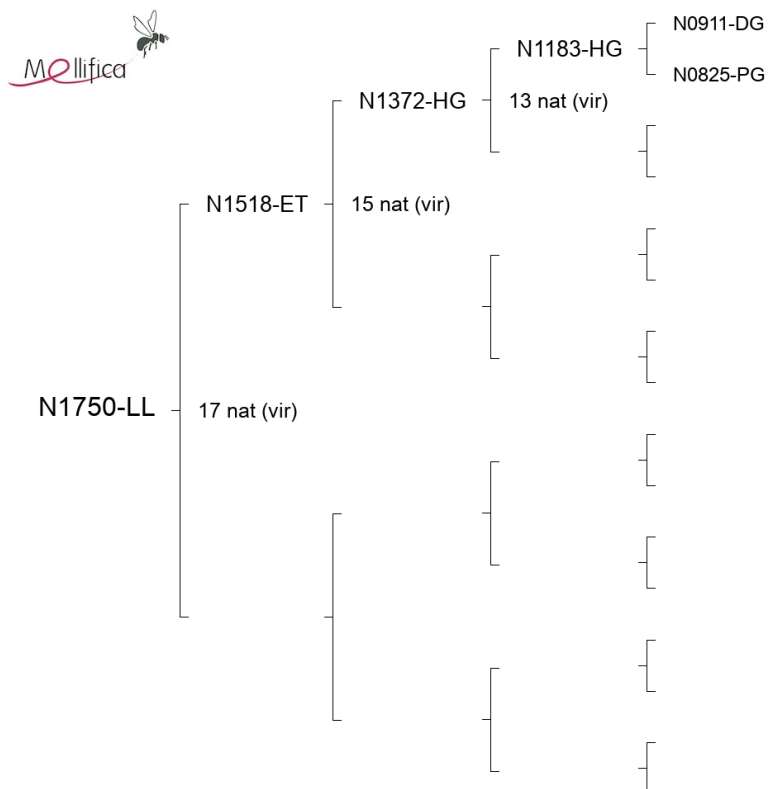 Mellifica
N0911-DG
N1183-HG
N0825-PG
N1372-HG
13 nat (vir)
N1518-ET
15 nat (vir)
N1750-LL
17 nat (vir)